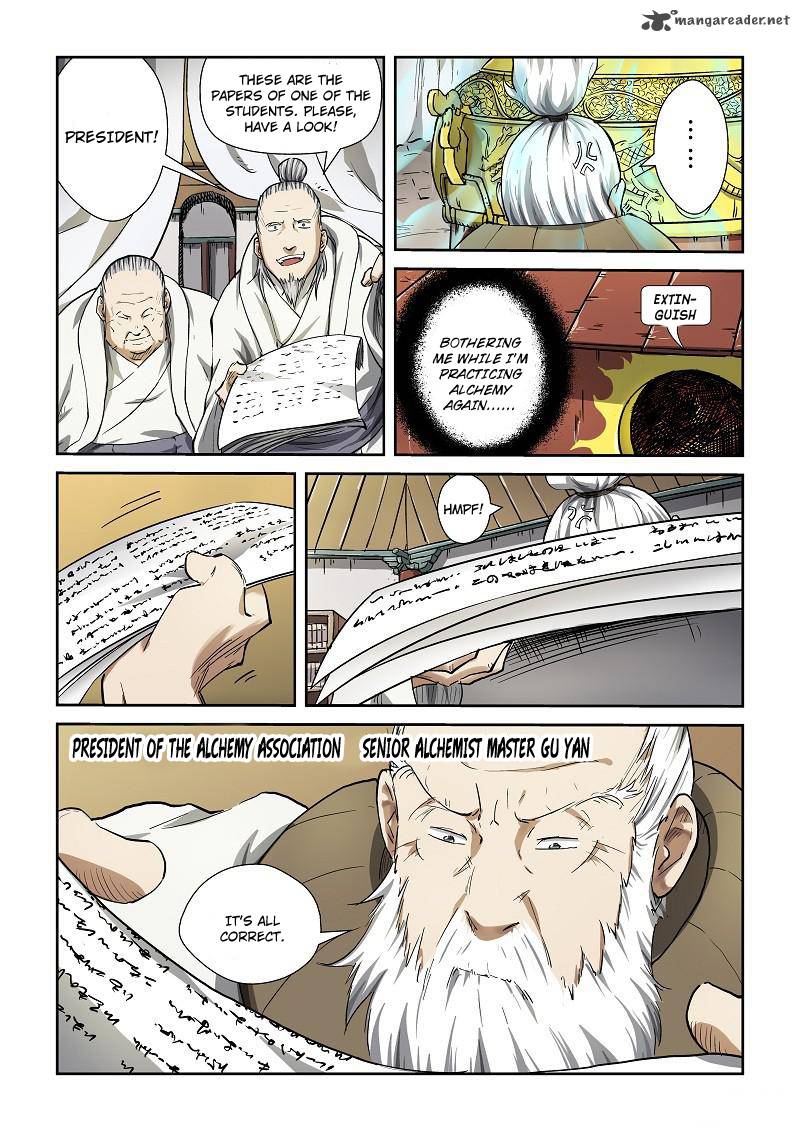 mangareader.net
PRESIDENT!
THESE ARE THE
PAPERS OF ONE OF THE
STUDENTS. PLEASE,
HAVE A LOOK!
BOTHERING
ME WHILE I'M
PRACTICING
ALCHEMY
AGAIN......
EXTIN-
GUISH
HMPF!
PRESIDENT OF THE ALCHEMY ASSOCIATION SENIOR ALCHEMIST MASTER GU YAN
IT'S ALL
CORRECT.